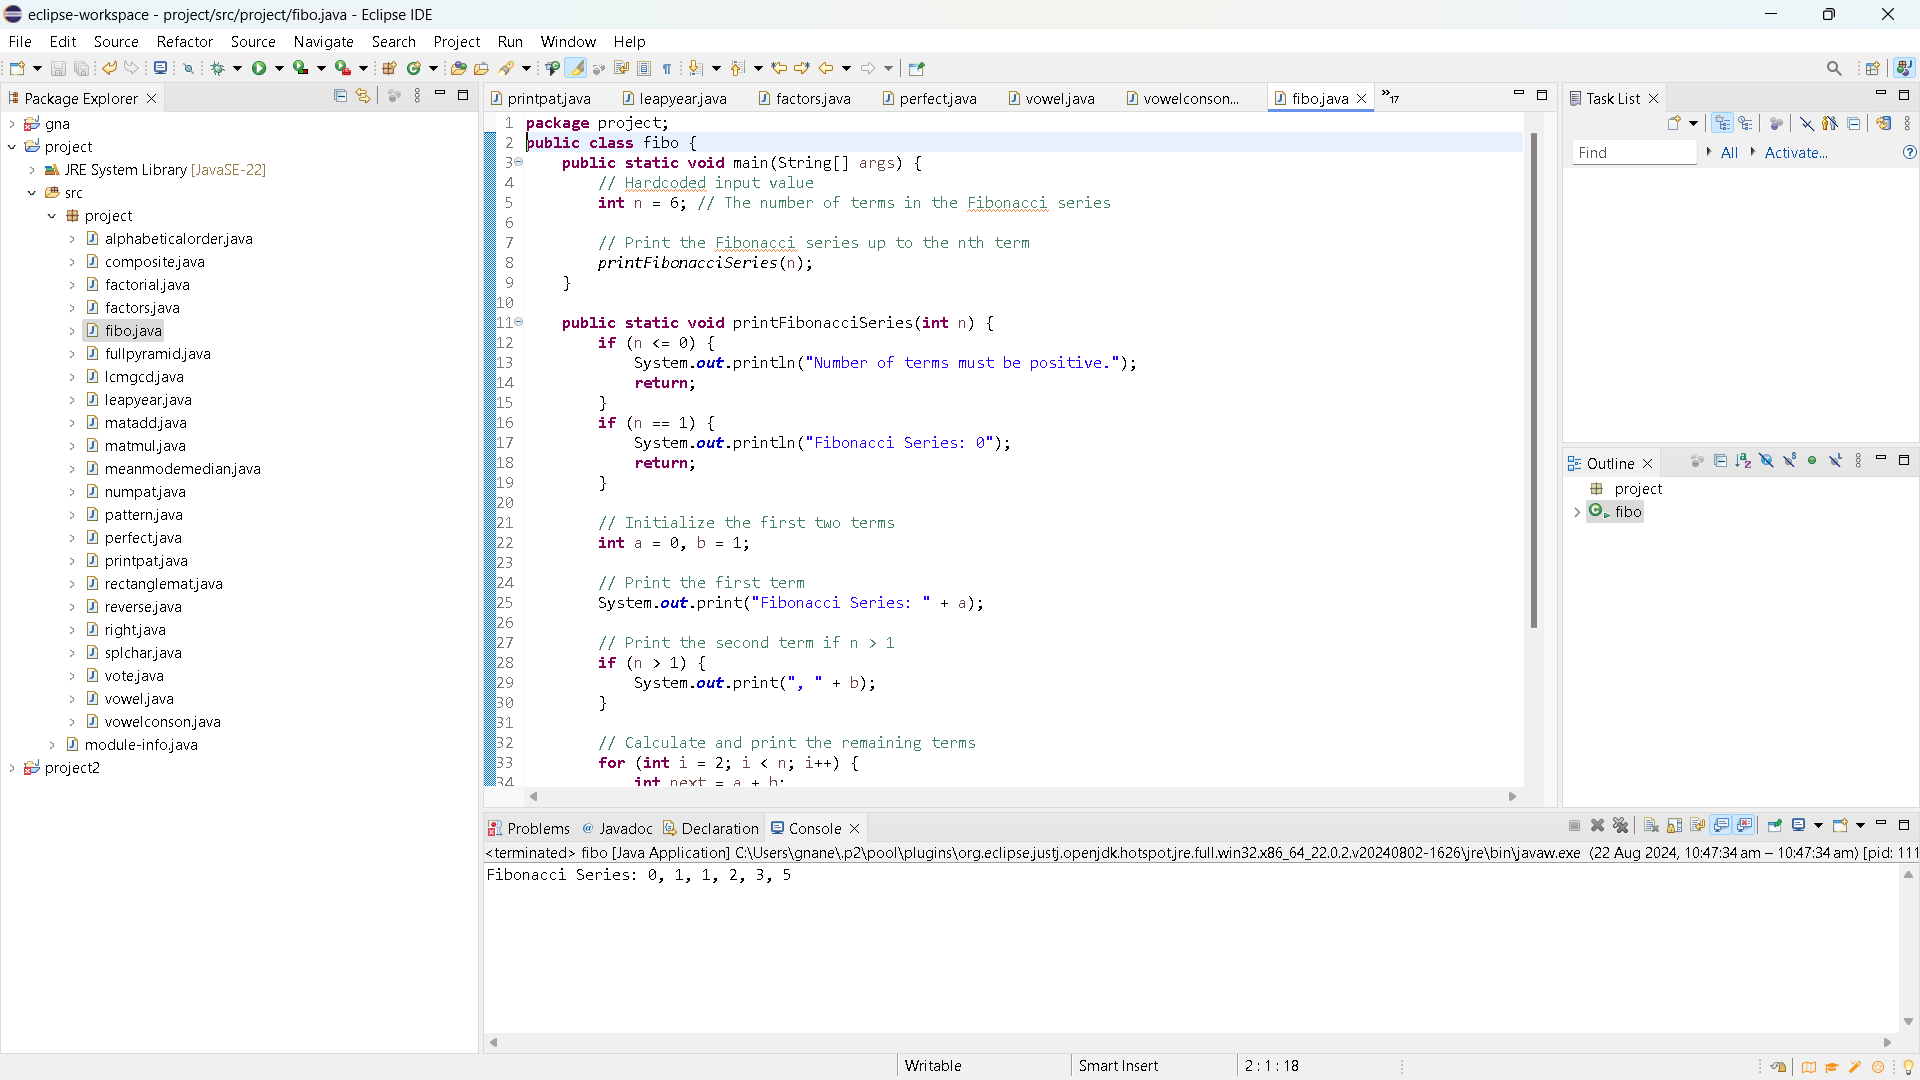 eclipse-workspace - project/src/project/fibo.java - Eclipse IDE
File Edit Source Refactor Source Navigate Search Project Run Window Help
Package Explorer
gna
project
JRE System Library [JavaSE-22]
src
project
alphabeticalorder.java
composite.java
factorial.java
factors.java
fibo.java
fullpyramid.java
lcmgcd.java
leapyear.java
matadd.java
matmul.java
meanmodemedian.java
numpat.java
pattern.java
perfect.java
printpat.java
rectanglemat.java
reverse.java
right.java
splchar.java
vote.java
vowel.java
vowelconson.java
module-info.java
project2
printpat.java leapyear.java factors.java perfect.java vowel.java vowelconson... fibo.java »17
1 package project;
2 public class fibo {
3 public static void main(String[] args) {
4 // Hardcoded input value
5 int n = 6; // The number of terms in the Fibonacci series
6
7 // Print the Fibonacci series up to the nth term
8 printFibonacciSeries(n);
9 }
10
11 public static void printFibonacciSeries(int n) {
12 if (n <= 0) {
13 System.out.println("Number of terms must be positive.");
14 return;
15 }
16 if (n == 1) {
17 System.out.println("Fibonacci Series: 0");
18 return;
19 }
20
21 // Initialize the first two terms
22 int a = 0, b = 1;
23
24 // Print the first term
25 System.out.print("Fibonacci Series: " + a);
26
27 // Print the second term if n > 1
28 if (n > 1) {
29 System.out.print(", " + b);
30 }
31
32 // Calculate and print the remaining terms
33 for (int i = 2; i < n; i++) {
34 int next = a + b;
Task List
Find All Activate...
Outline
project
fibo
Problems Javadoc Declaration Console
<terminated> fibo [Java Application] C:\Users\gnane\.p2\pool\plugins\org.eclipse.justj.openjdk.hotspot.jre.full.win32.x86_64_22.0.2.v20240802-1626\jre\bin\javaw.exe (22 Aug 2024, 10:47:34 am – 10:47:34 am) [pid: 111
Fibonacci Series: 0, 1, 1, 2, 3, 5
Writable Smart Insert 2 : 1 : 18